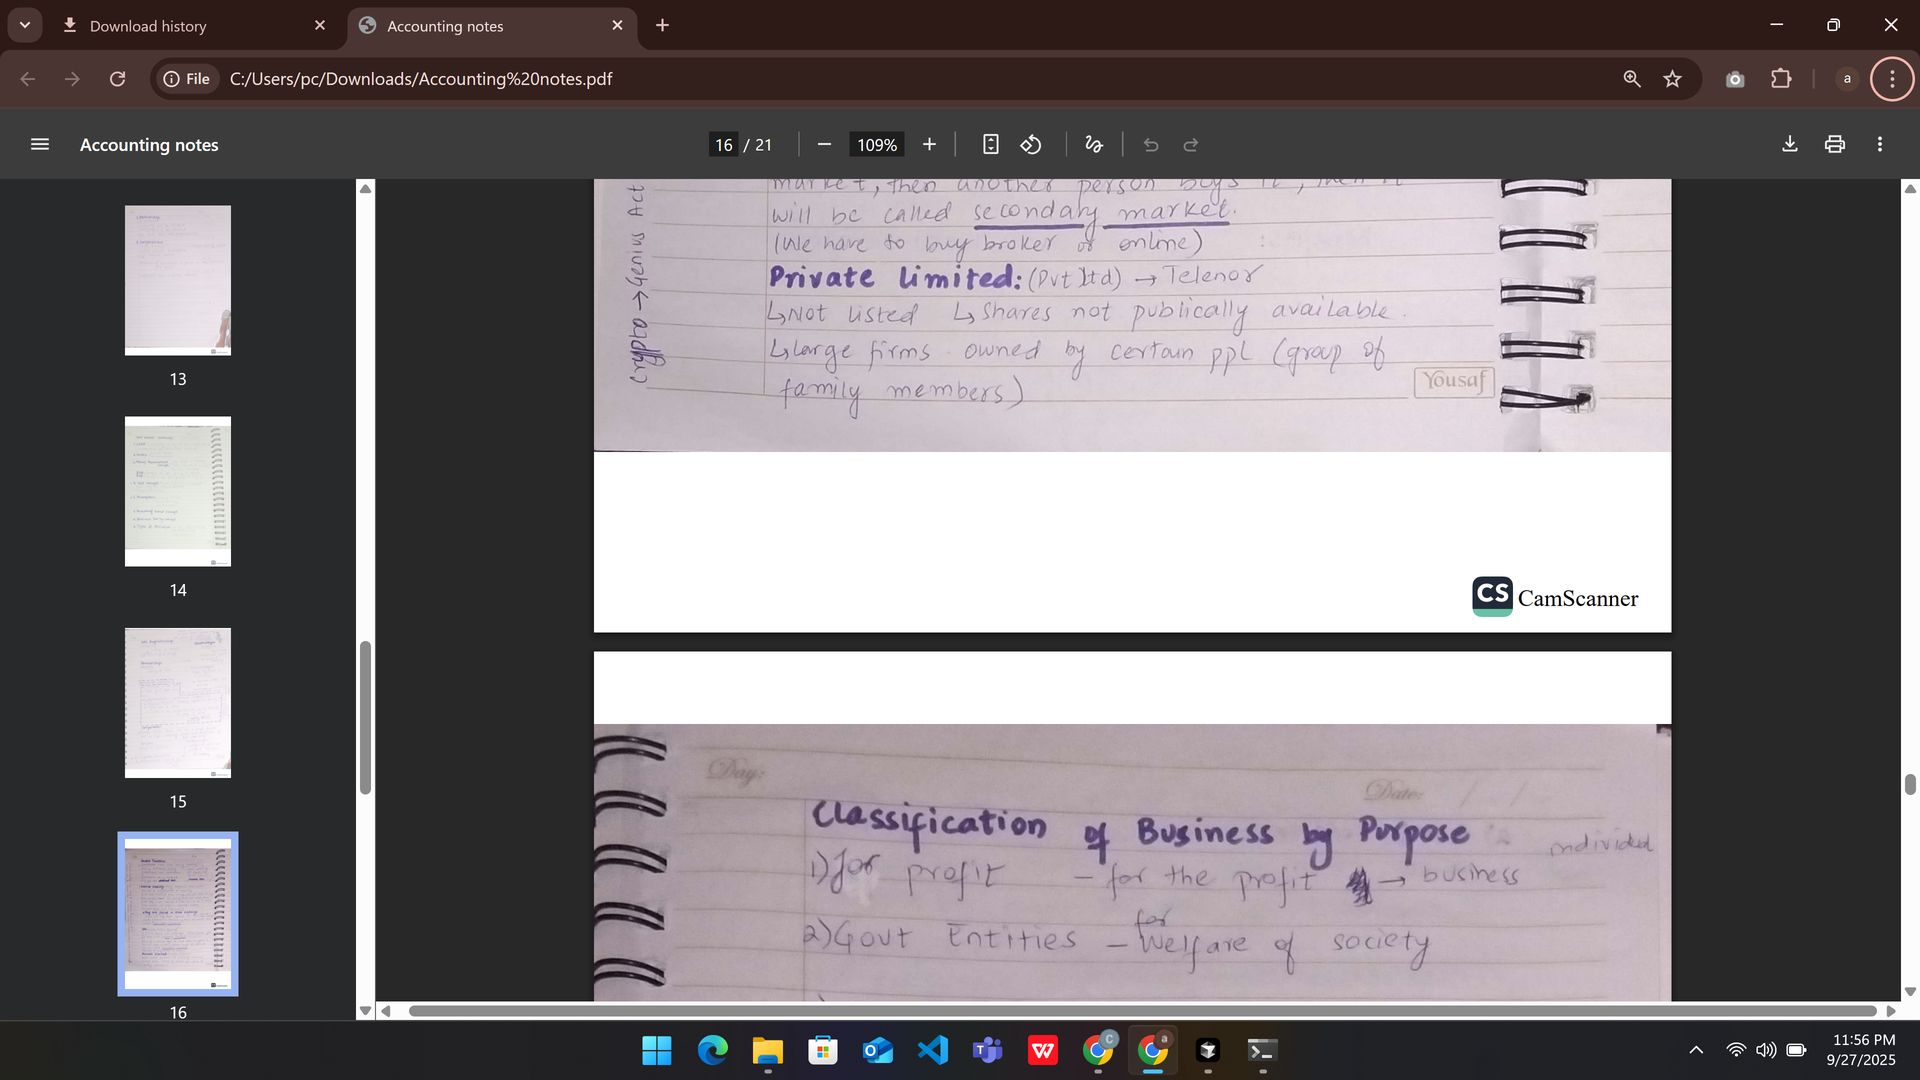 Download history
Accounting notes
File
C:/Users/pc/Downloads/Accounting%20notes.pdf
a
Accounting notes
16 / 21
109%
13
14
15
16
market, then another person buys it, then it
will be called secondary market.
(We have to buy broker or online)
Private limited: (Pvt ltd) → Telenor
↳Not listed ↳ shares not publically available.
↳large firms owned by certain ppl (group of
family members)
crypto → Genius Act
Yousaf
CS CamScanner
Day:
Date: / /
Classification of Business by Purpose
individual
1) for profit – for the profit → business
for
2) Govt Entities – Welfare of society
C
a
11:56 PM
9/27/2025